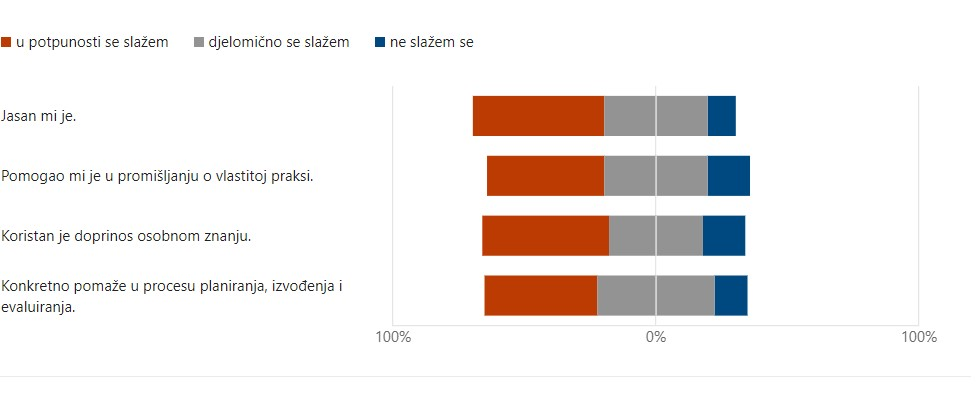 u potpunosti se slažem djelomično se slažem ne slažem se
Jasan mi je.
Pomogao mi je u promišljanju o vlastitoj praksi.
Koristan je doprinos osobnom znanju.
Konkretno pomaže u procesu planiranja, izvođenja i
evaluiranja.
100% 0% 100%